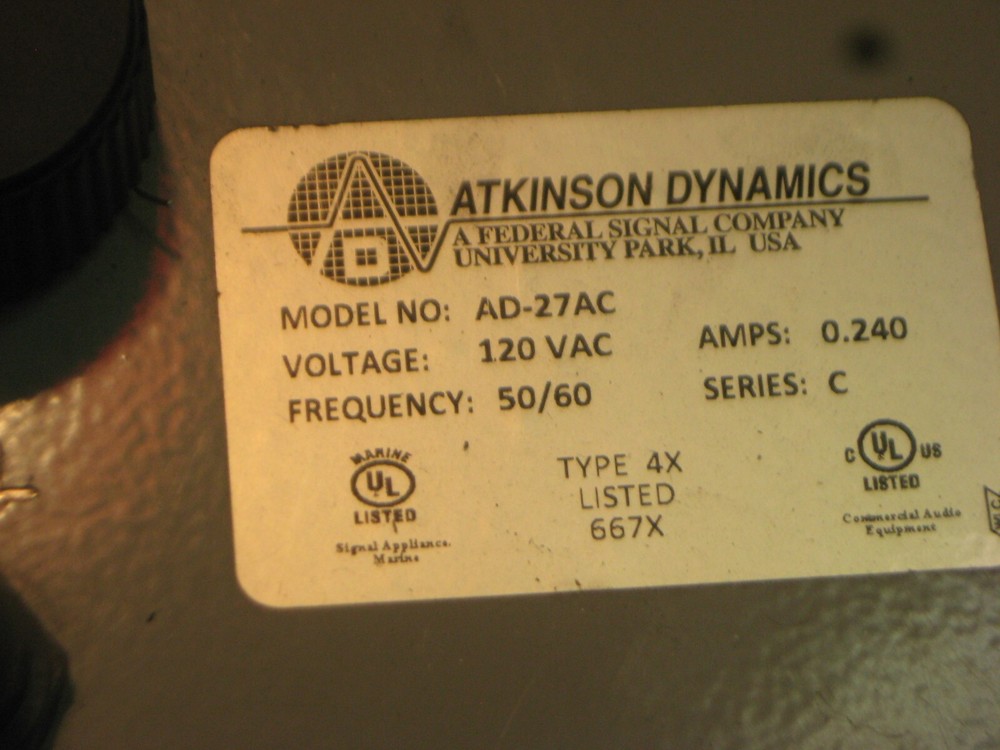 ATKINSON DYNAMICS
A FEDERAL SIGNAL COMPANY
UNIVERSITY PARK, IL USA
MODEL NO: AD-27AC
VOLTAGE: 120 VAC AMPS: 0.240
FREQUENCY: 50/60 SERIES: C
MARINE
UL
LISTED
Signal Appliance.
Marine
TYPE 4X
LISTED
667X
C UL US
LISTED
Commercial Audio
Equipment